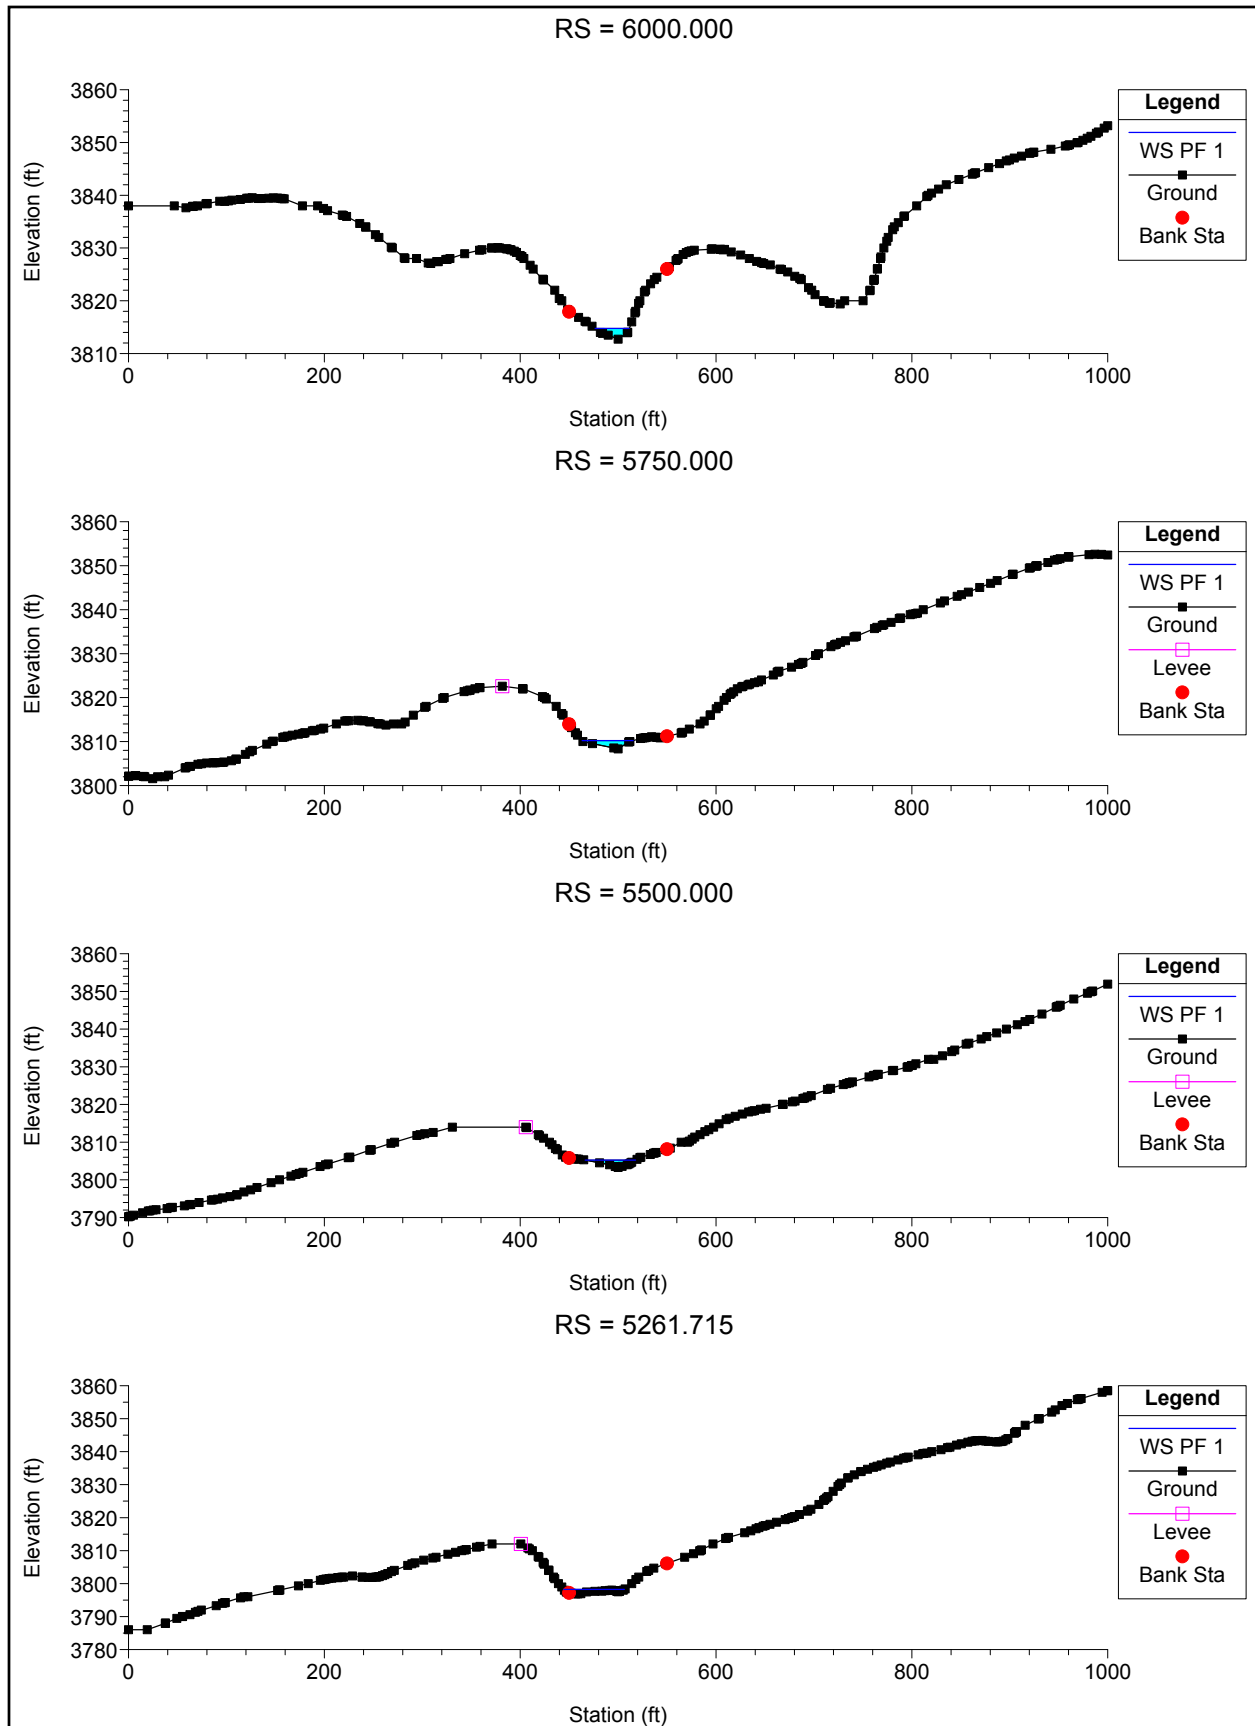 RS = 6000.000
Elevation (ft)
3860
3850
3840
3830
3820
3810
0 200 400 600 800 1000
Station (ft)
Legend
WS PF 1
Ground
Bank Sta
RS = 5750.000
Elevation (ft)
3860
3850
3840
3830
3820
3810
3800
0 200 400 600 800 1000
Station (ft)
Legend
WS PF 1
Ground
Levee
Bank Sta
RS = 5500.000
Elevation (ft)
3860
3850
3840
3830
3820
3810
3800
3790
0 200 400 600 800 1000
Station (ft)
Legend
WS PF 1
Ground
Levee
Bank Sta
RS = 5261.715
Elevation (ft)
3860
3850
3840
3830
3820
3810
3800
3790
3780
0 200 400 600 800 1000
Station (ft)
Legend
WS PF 1
Ground
Levee
Bank Sta